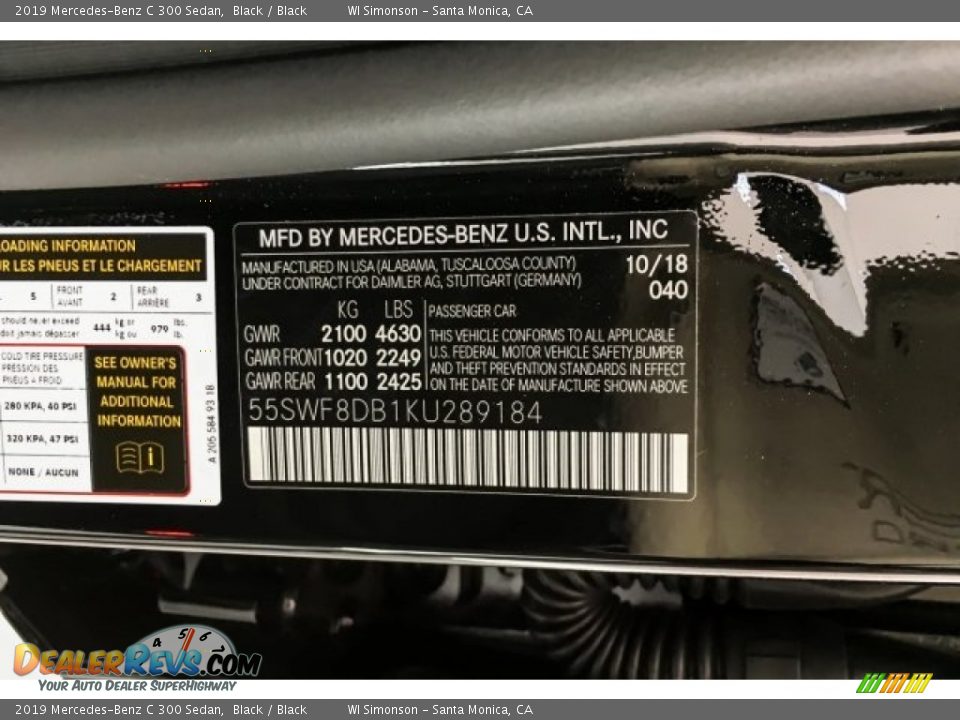 2019 Mercedes-Benz C 300 Sedan, Black / Black WI Simonson - Santa Monica, CA
LOADING INFORMATION
UR LES PNEUS ET LE CHARGEMENT
5 FRONT AVANT 2 REAR ARRIÈRE 3
should never exceed
doit jamais dépasser
444 kg or kg ou 979 lbs. lb.
COLD TIRE PRESSURE
PRESSION DES
PNEUS A FROID
280 KPA, 40 PSI
320 KPA, 47 PSI
NONE / AUCUN
SEE OWNER'S
MANUAL FOR
ADDITIONAL
INFORMATION
i
A 205 584 93 18
MFD BY MERCEDES-BENZ U.S. INTL., INC
MANUFACTURED IN USA (ALABAMA, TUSCALOOSA COUNTY) 10/18
UNDER CONTRACT FOR DAIMLER AG, STUTTGART (GERMANY) 040
KG LBS
GVWR 2100 4630
GAWR FRONT 1020 2249
GAWR REAR 1100 2425
PASSENGER CAR
THIS VEHICLE CONFORMS TO ALL APPLICABLE
U.S. FEDERAL MOTOR VEHICLE SAFETY,BUMPER
AND THEFT PREVENTION STANDARDS IN EFFECT
ON THE DATE OF MANUFACTURE SHOWN ABOVE
55SWF8DB1KU289184
4 5 6
DEALERREVS.COM
YOUR AUTO DEALER SUPERHIGHWAY
2019 Mercedes-Benz C 300 Sedan, Black / Black WI Simonson - Santa Monica, CA